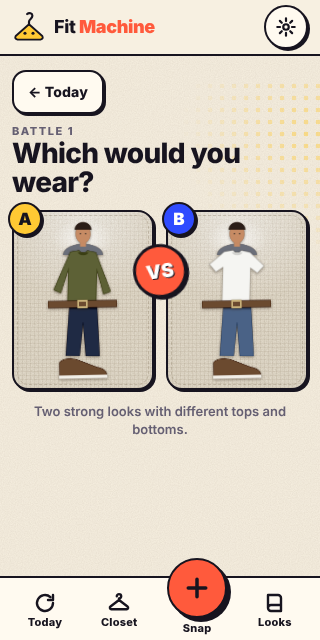 Fit Machine
← Today
BATTLE 1
Which would you
wear?
A
B
VS
Two strong looks with different tops and
bottoms.
Today
Closet
Snap
Looks